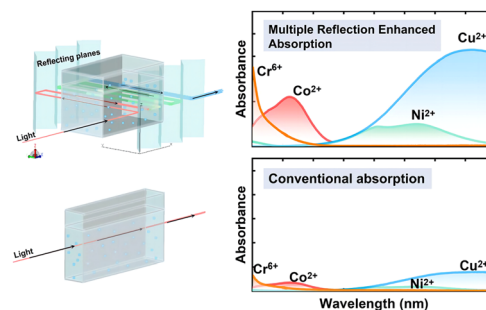 Reflecting planes
Light
Multiple Reflection Enhanced
Absorption
Absorbance
Cr⁶⁺
Co²⁺
Ni²⁺
Cu²⁺
Light
Conventional absorption
Absorbance
Cr⁶⁺
Co²⁺
Ni²⁺
Cu²⁺
Wavelength (nm)